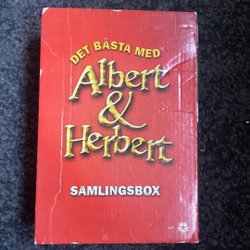 DET BÄSTA MED
Albert
&
Herbert
SAMLINGSBOX